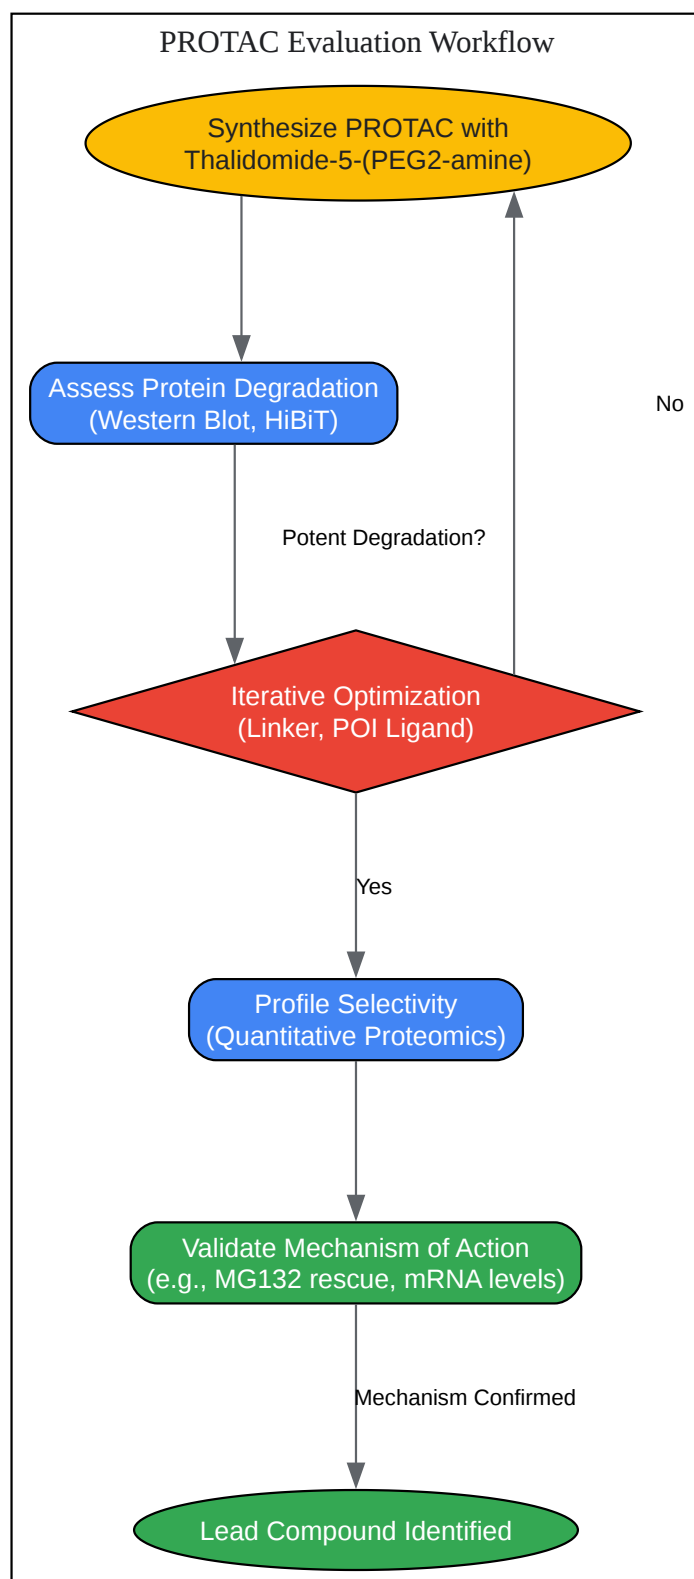 PROTAC Evaluation Workflow
Synthesize PROTAC with
Thalidomide-5-(PEG2-amine)
Assess Protein Degradation
(Western Blot, HiBiT)
No
Potent Degradation?
Iterative Optimization
(Linker, POI Ligand)
Yes
Profile Selectivity
(Quantitative Proteomics)
Validate Mechanism of Action
(e.g., MG132 rescue, mRNA levels)
Mechanism Confirmed
Lead Compound Identified